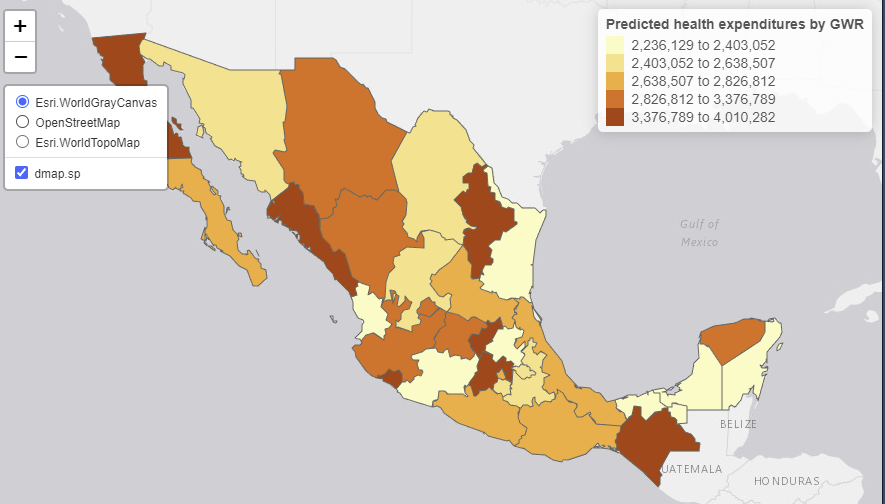 +
−
Esri.WorldGrayCanvas
OpenStreetMap
Esri.WorldTopoMap
dmap.sp
Predicted health expenditures by GWR
2,236,129 to 2,403,052
2,403,052 to 2,638,507
2,638,507 to 2,826,812
2,826,812 to 3,376,789
3,376,789 to 4,010,282
Gulf of
Mexico
BELIZE
UATEMALA
HONDURAS